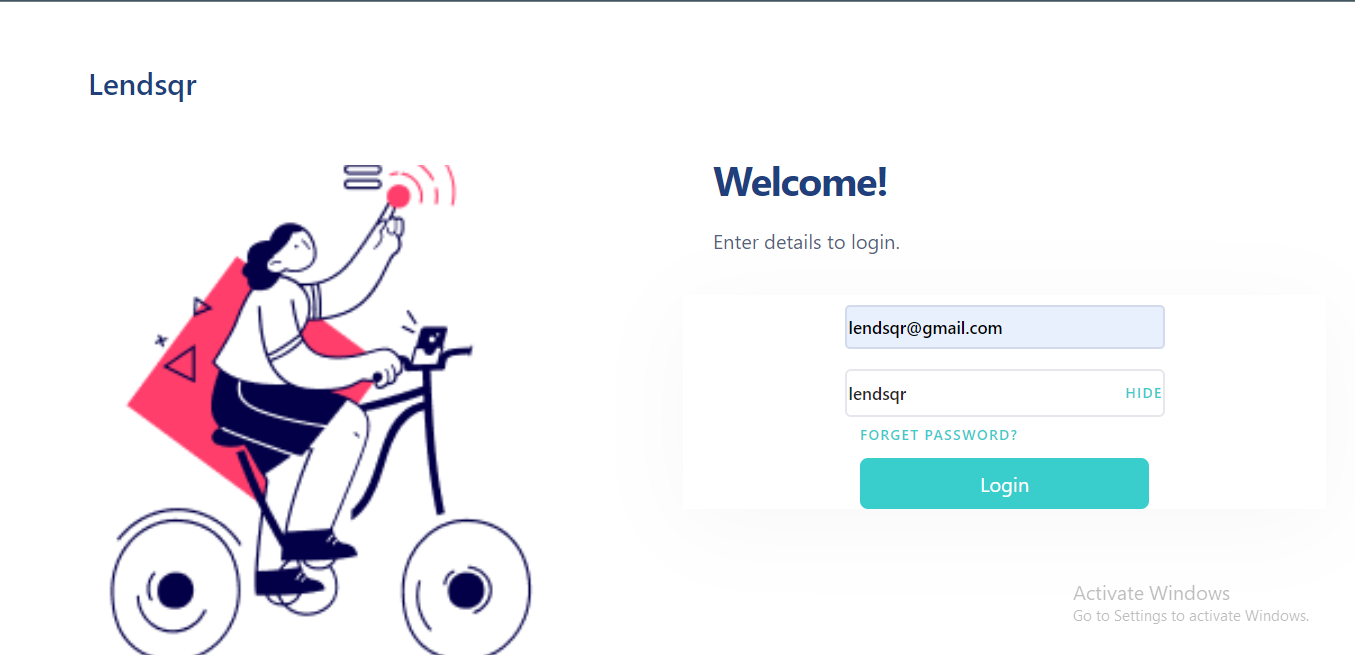 Lendsqr
Welcome!
Enter details to login.
lendsqr@gmail.com
lendsqr HIDE
FORGET PASSWORD?
Login
Activate Windows
Go to Settings to activate Windows.